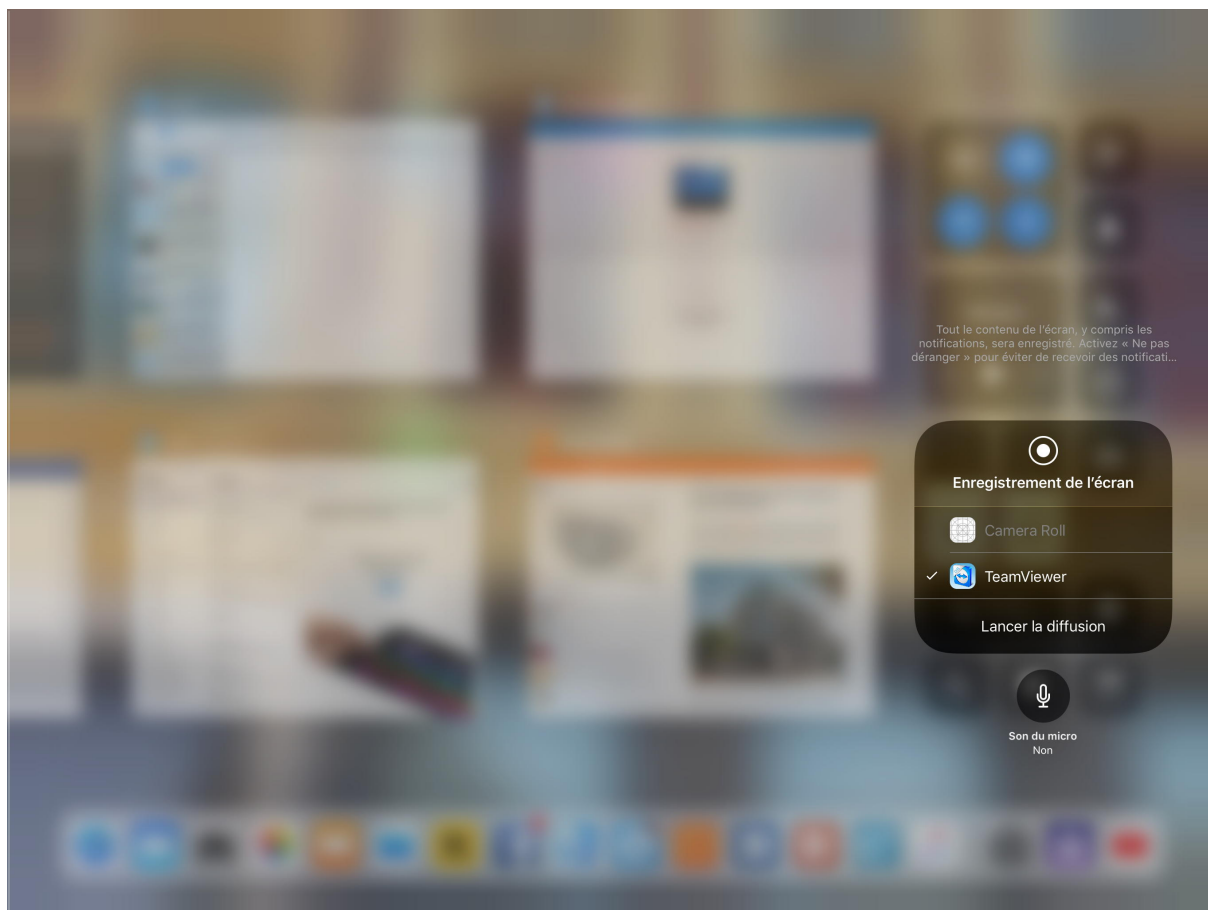 Tout le contenu de l'écran, y compris les
notifications, sera enregistré. Activez « Ne pas
déranger » pour éviter de recevoir des notificati...
Enregistrement de l'écran
Camera Roll
TeamViewer
Lancer la diffusion
Son du micro
Non